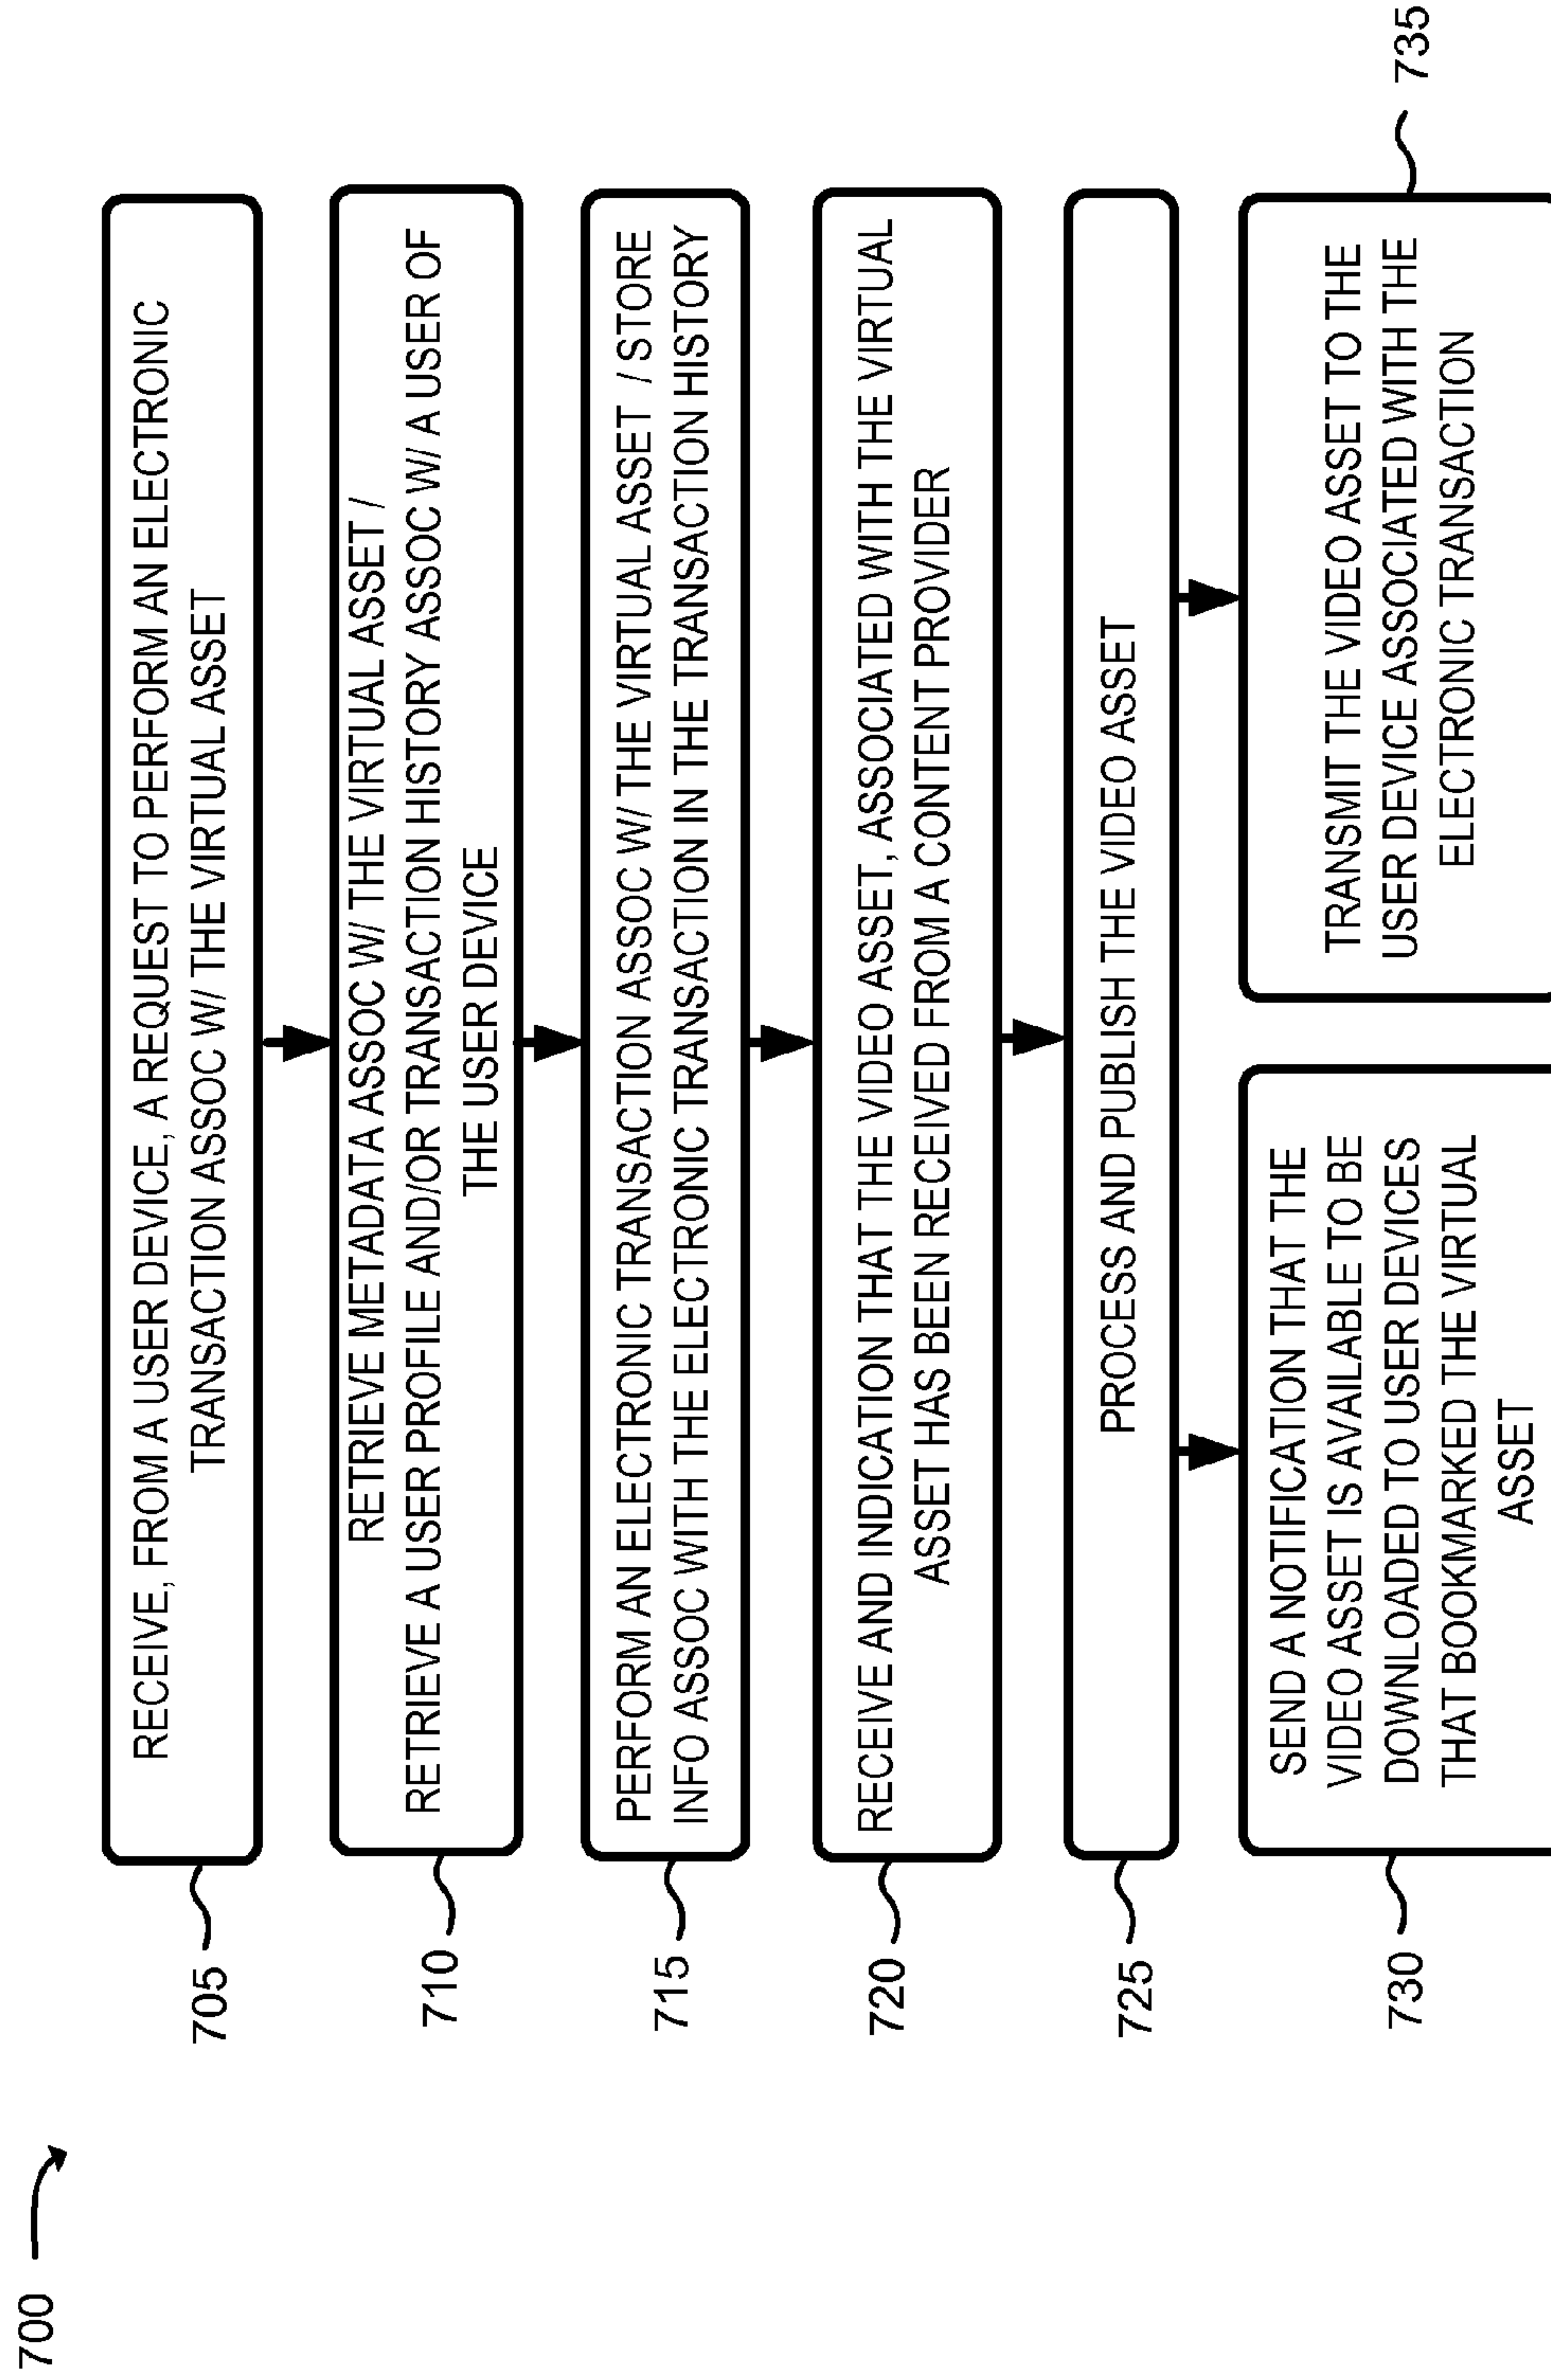 700
705
RECEIVE, FROM A USER DEVICE, A REQUEST TO PERFORM AN ELECTRONIC
TRANSACTION ASSOC W/ THE VIRTUAL ASSET
710
RETRIEVE METADATA ASSOC W/ THE VIRTUAL ASSET /
RETRIEVE A USER PROFILE AND/OR TRANSACTION HISTORY ASSOC W/ A USER OF
THE USER DEVICE
715
PERFORM AN ELECTRONIC TRANSACTION ASSOC W/ THE VIRTUAL ASSET / STORE
INFO ASSOC WITH THE ELECTRONIC TRANSACTION IN THE TRANSACTION HISTORY
720
RECEIVE AND INDICATION THAT THE VIDEO ASSET, ASSOCIATED WITH THE VIRTUAL
ASSET HAS BEEN RECEIVED FROM A CONTENT PROVIDER
725
PROCESS AND PUBLISH THE VIDEO ASSET
730
SEND A NOTIFICATION THAT THE
VIDEO ASSET IS AVAILABLE TO BE
DOWNLOADED TO USER DEVICES
THAT BOOKMARKED THE VIRTUAL
ASSET
735
TRANSMIT THE VIDEO ASSET TO THE
USER DEVICE ASSOCIATED WITH THE
ELECTRONIC TRANSACTION